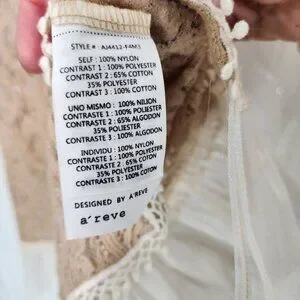 STYLE # : AJ4412-F4M3
SELF : 100% NYLON
CONTRAST 1 : 100% POLYESTER
CONTRAST 2 : 65% COTTON
35% POLYESTER
CONTRAST 3 : 100% COTTON
UNO MISMO : 100% NILION
CONTRASTE 1 : 100% POLIESTER
CONTRASTE 2 : 65% ALGODON
35% POLIESTER
CONTRASTE 3 : 100% ALGODON
INDIVIDU : 100% NYLON
CONTRASTE 1 : 100% POLYESTER
CONTRASTE 2 : 65% COTTON
35% POLYESTER
CONTRASTE 3 : 100% COTTON
DESIGNED BY A'REVE
a'reve